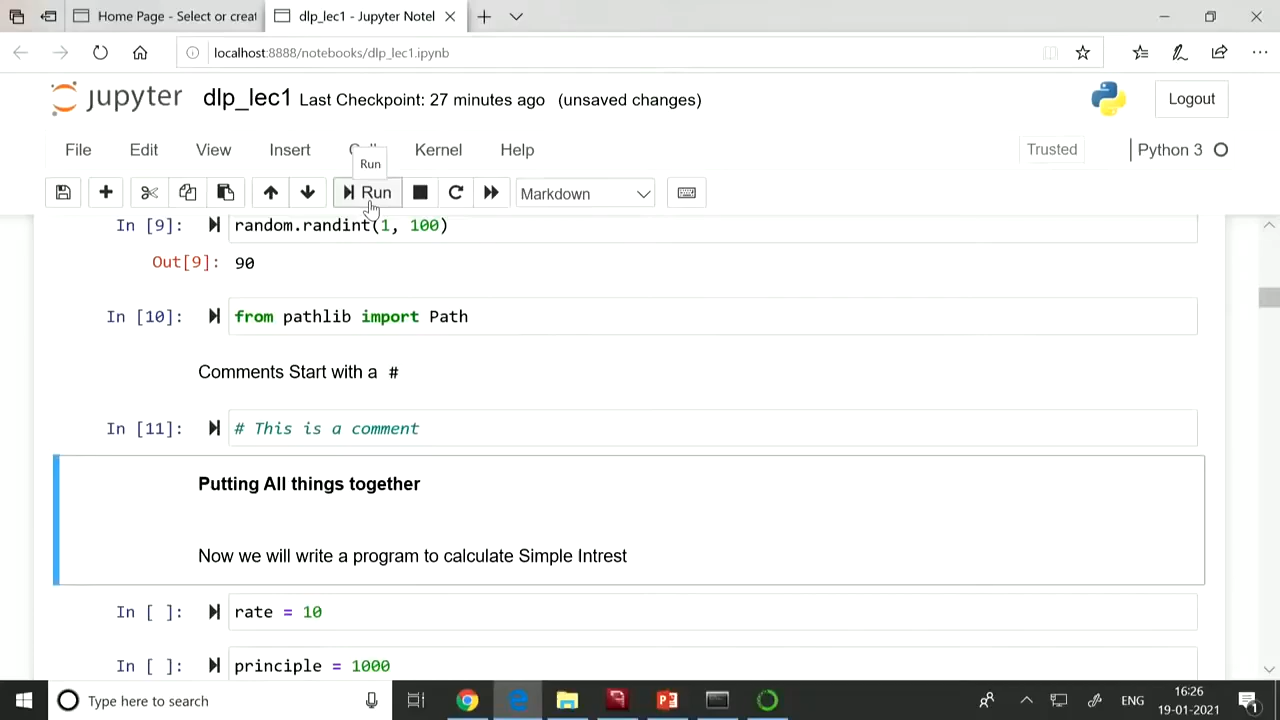 Home Page - Select or creat
dlp_lec1 - Jupyter Notel
localhost:8888/notebooks/dlp_lec1.ipynb
jupyter dlp_lec1 Last Checkpoint: 27 minutes ago (unsaved changes)
Logout
File Edit View Insert Kernel Help
Trusted
Python 3
Run
Run
Markdown
In [9]: random.randint(1, 100)
Out[9]: 90
In [10]: from pathlib import Path
Comments Start with a #
In [11]: # This is a comment
Putting All things together
Now we will write a program to calculate Simple Intrest
In [ ]: rate = 10
In [ ]: principle = 1000
Type here to search
ENG
16:26
19-01-2021
1